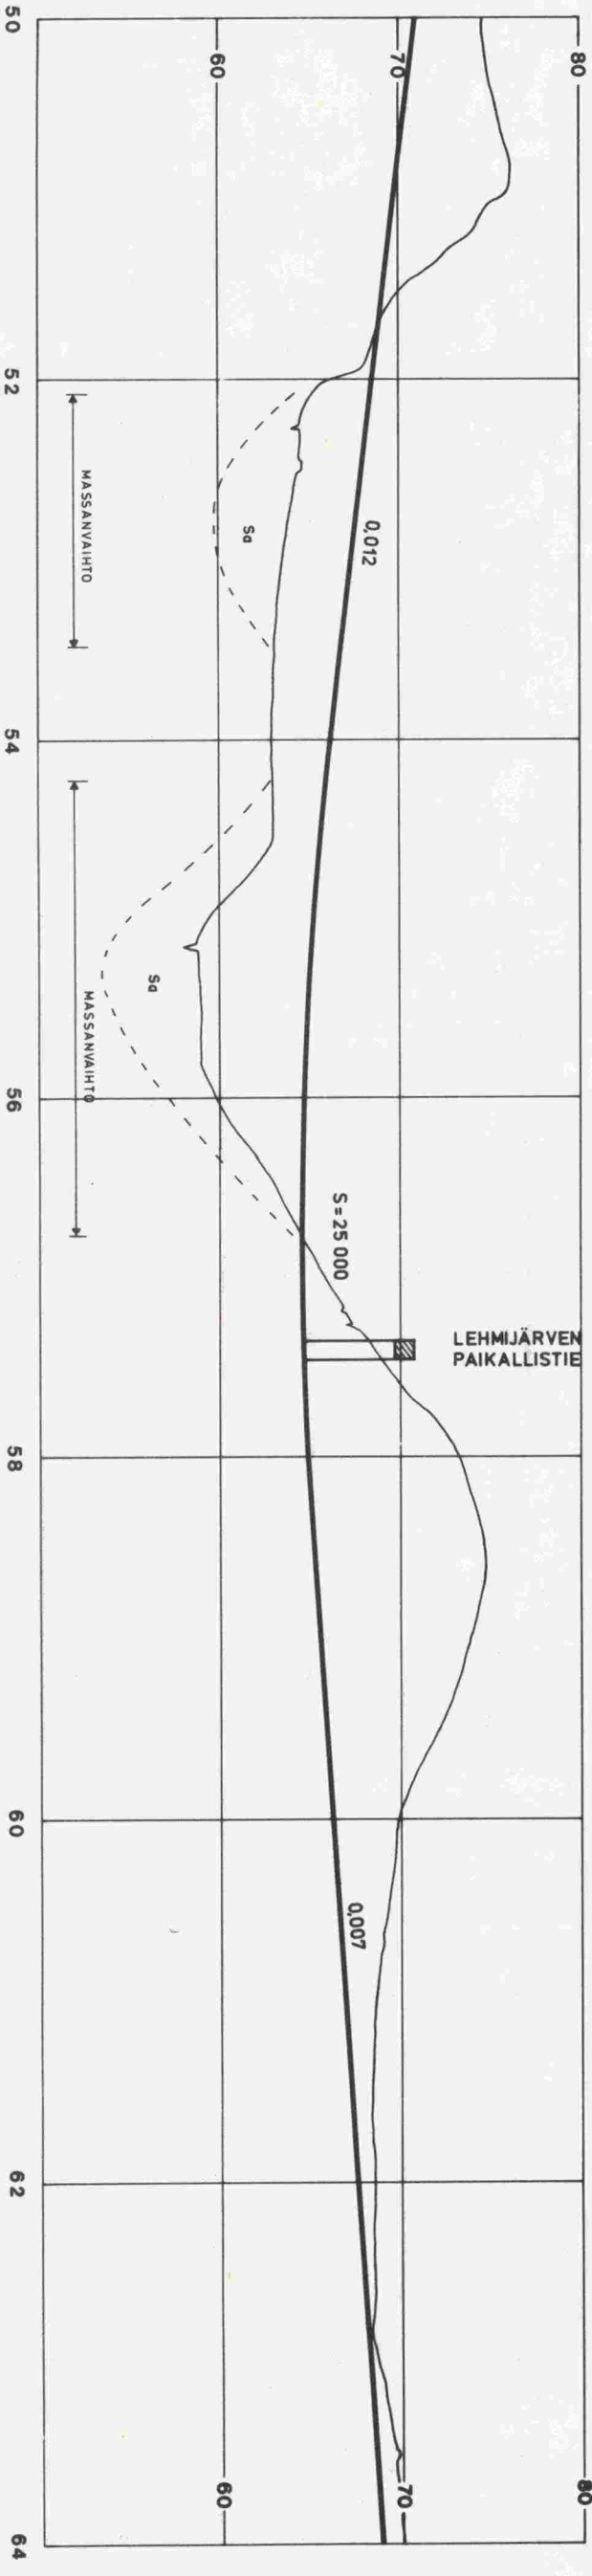 80
70
60
50
52
54
56
58
60
62
64
0,012
Sa
MASSANVAIHTO
Sa
MASSANVAIHTO
S=25 000
LEHMIJÄRVEN
PAIKALLISTIE
0,007
80
70
60